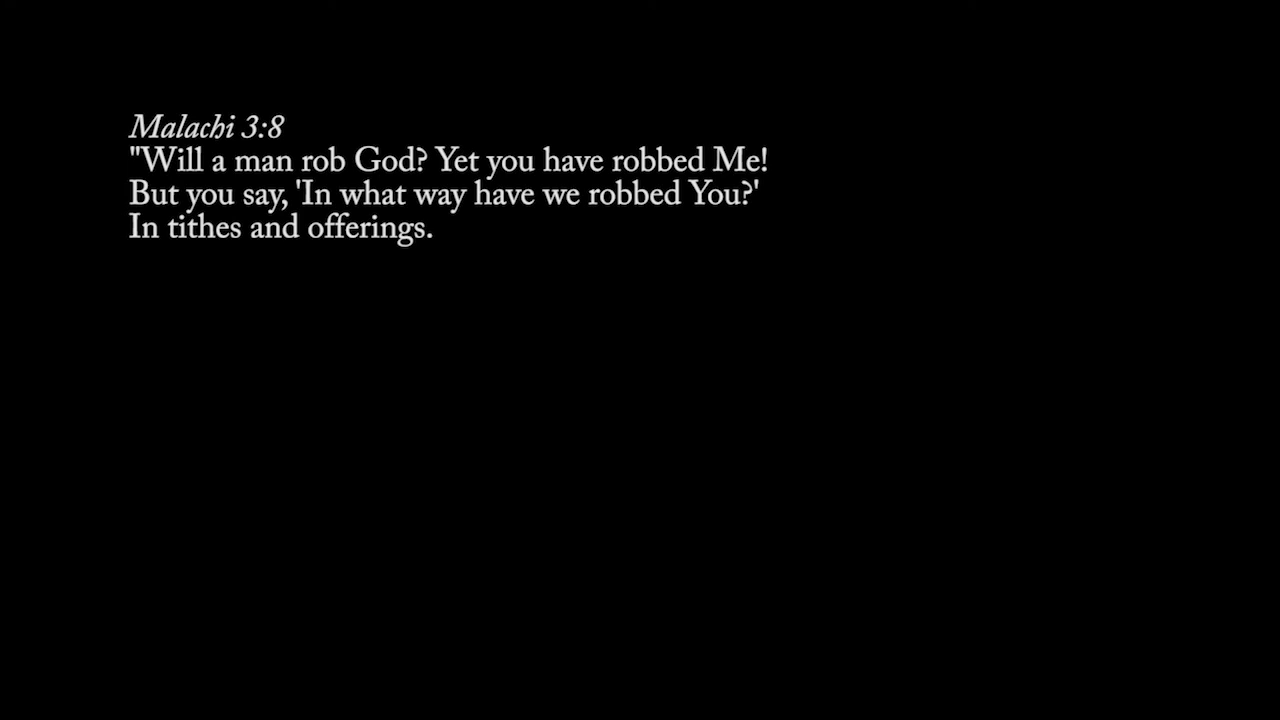 Malachi 3:8
"Will a man rob God? Yet you have robbed Me!
But you say, 'In what way have we robbed You?'
In tithes and offerings.